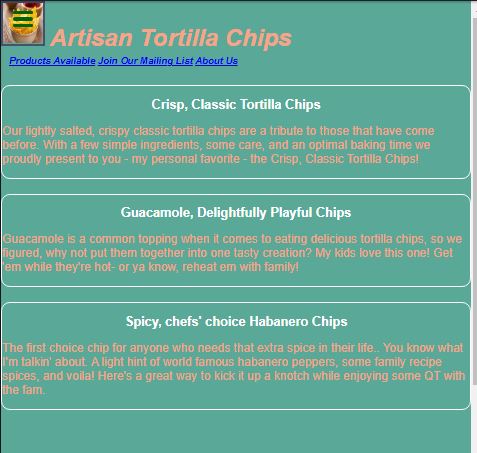 Artisan Tortilla Chips
Products Available Join Our Mailing List About Us
Crisp, Classic Tortilla Chips
Our lightly salted, crispy classic tortilla chips are a tribute to those that have come
before. With a few simple ingredients, some care, and an optimal baking time we
proudly present to you - my personal favorite - the Crisp, Classic Tortilla Chips!
Guacamole, Delightfully Playful Chips
Guacamole is a common topping when it comes to eating delicious tortilla chips, so we
figured, why not put them together into one tasty creation? My kids love this one! Get
'em while they're hot- or ya know, reheat em with family!
Spicy, chefs' choice Habanero Chips
The first choice chip for anyone who needs that extra spice in their life.. You know what
I'm talkin' about. A light hint of world famous habanero peppers, some family recipe
spices, and voila! Here's a great way to kick it up a knotch while enjoying some QT with
the fam.